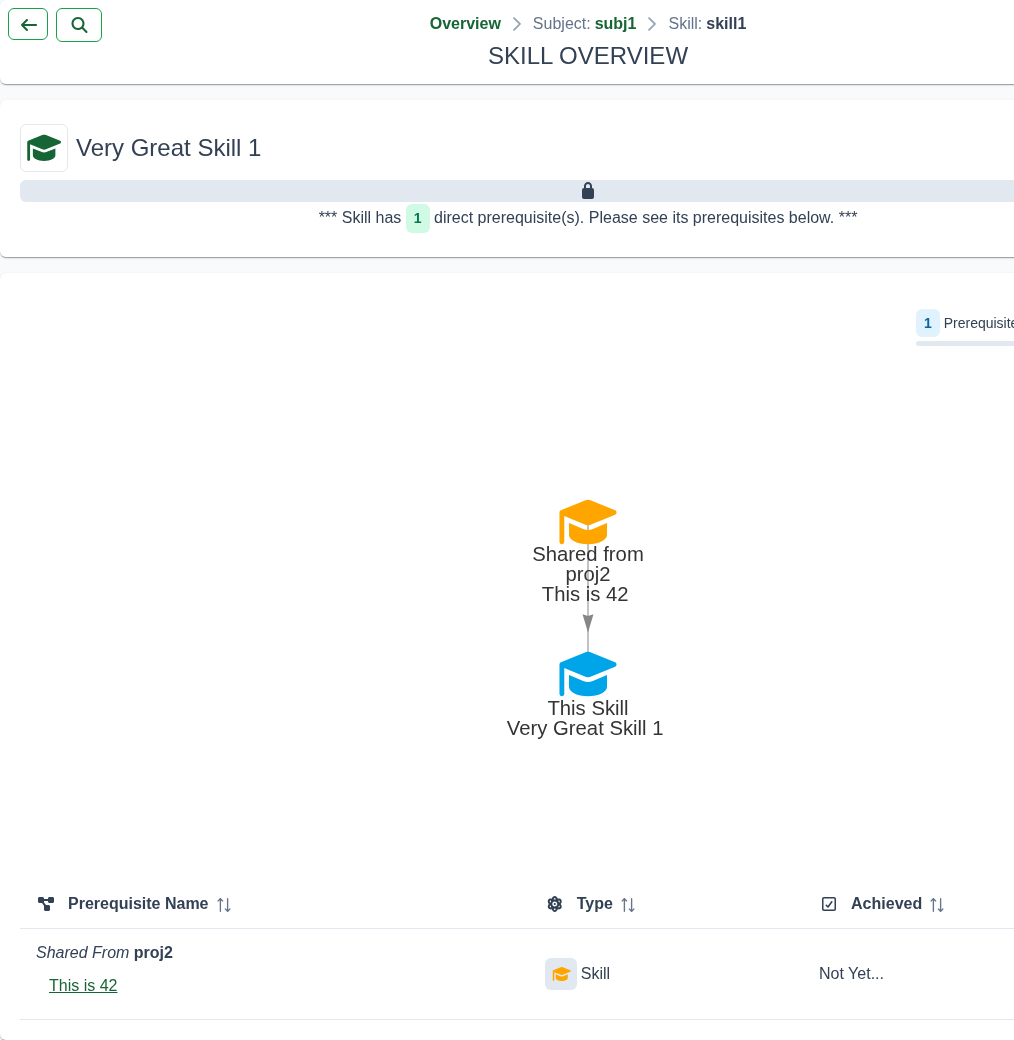 Overview > Subject: subj1 > Skill: skill1
SKILL OVERVIEW
Very Great Skill 1
*** Skill has 1 direct prerequisite(s). Please see its prerequisites below. ***
1 Prerequisite
Shared from
proj2
This is 42
This Skill
Very Great Skill 1
Prerequisite Name Type Achieved
Shared From proj2
This is 42 Skill Not Yet...